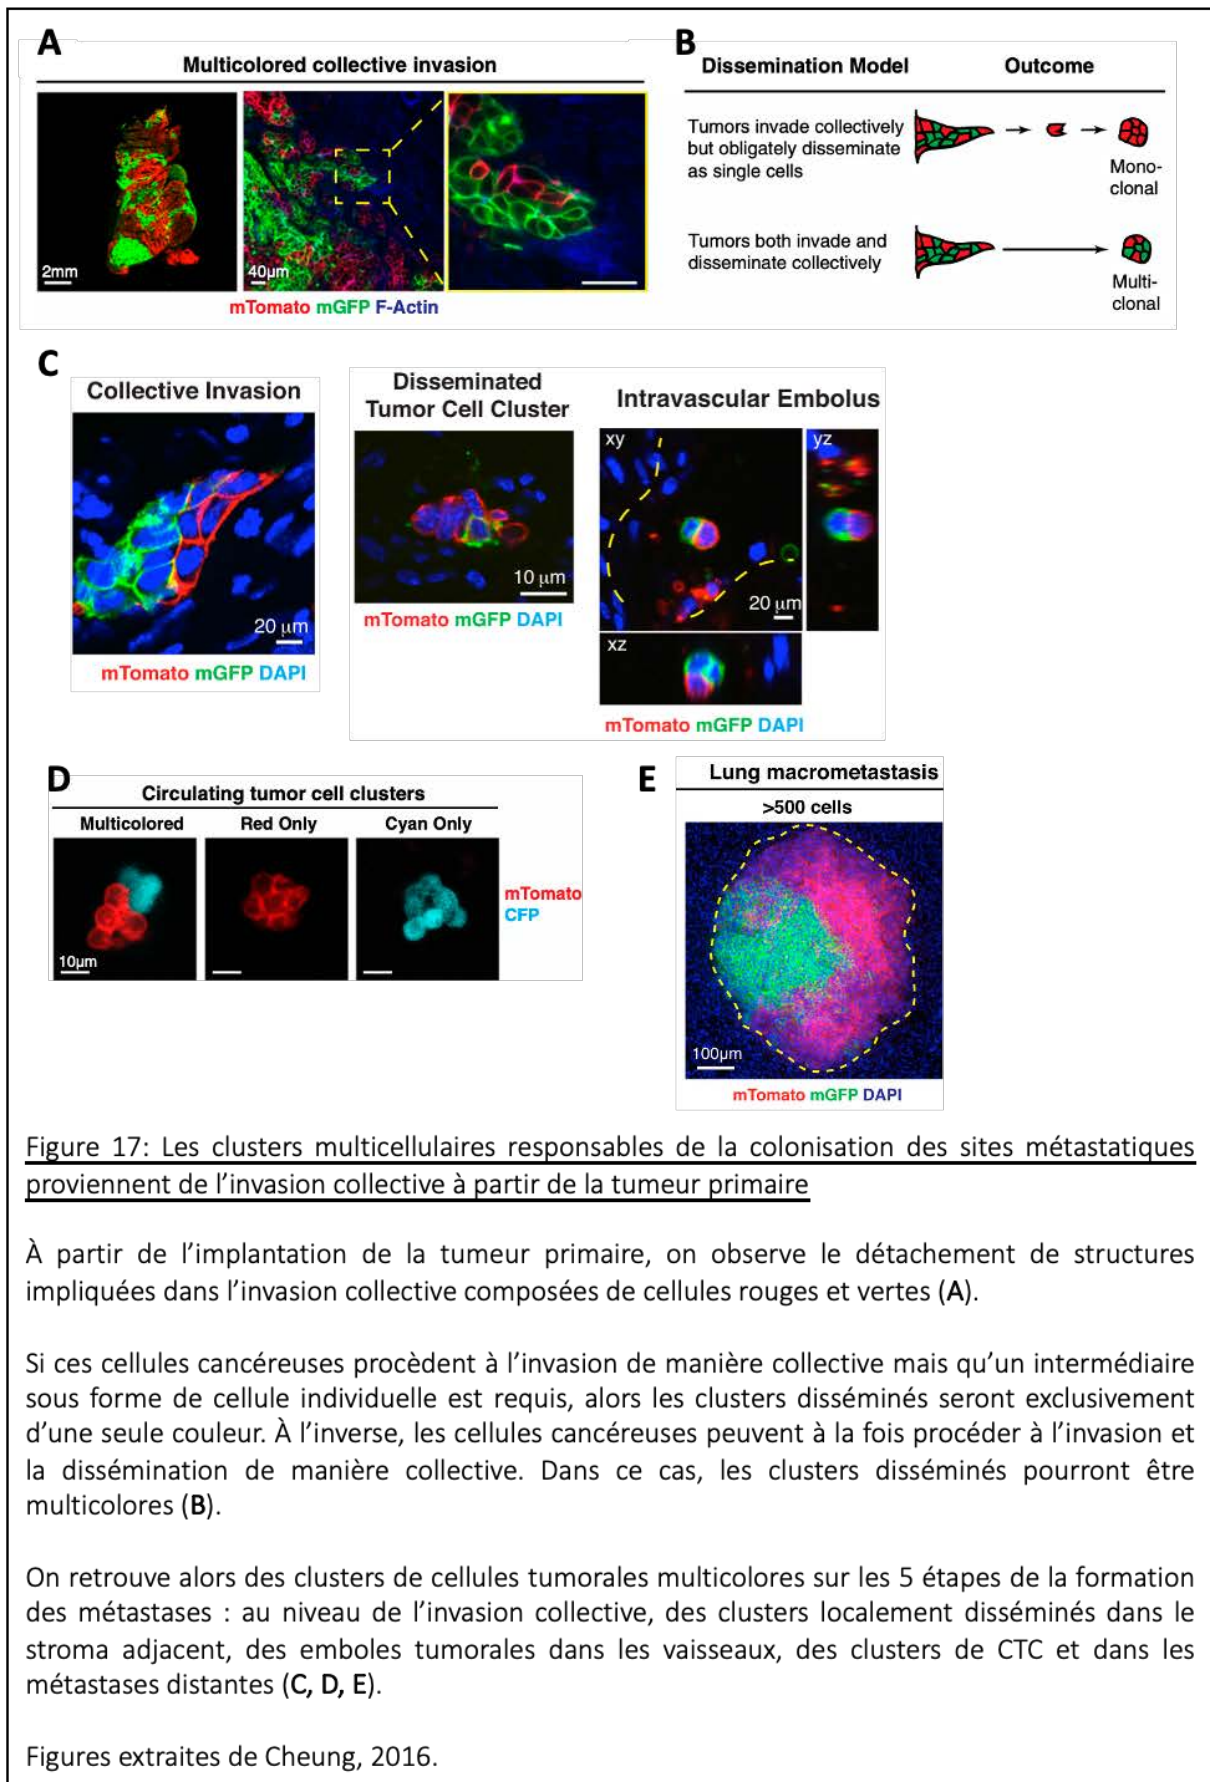 A
Multicolored collective invasion
2mm
40µm
mTomato mGFP F-Actin
B
Dissemination Model
Outcome
Tumors invade collectively
but obligately disseminate
as single cells
Mono-
clonal
Tumors both invade and
disseminate collectively
Multi-
clonal
C
Collective Invasion
20 µm
mTomato mGFP DAPI
Disseminated
Tumor Cell Cluster
10 µm
mTomato mGFP DAPI
Intravascular Embolus
xy
yz
20 µm
xz
mTomato mGFP DAPI
D
Circulating tumor cell clusters
Multicolored
Red Only
Cyan Only
10µm
mTomato
CFP
E
Lung macrometastasis
>500 cells
100µm
mTomato mGFP DAPI
Figure 17: Les clusters multicellulaires responsables de la colonisation des sites métastatiques
proviennent de l’invasion collective à partir de la tumeur primaire
À partir de l’implantation de la tumeur primaire, on observe le détachement de structures
impliquées dans l’invasion collective composées de cellules rouges et vertes (A).
Si ces cellules cancéreuses procèdent à l’invasion de manière collective mais qu’un intermédiaire
sous forme de cellule individuelle est requis, alors les clusters disséminés seront exclusivement
d’une seule couleur. À l’inverse, les cellules cancéreuses peuvent à la fois procéder à l’invasion et
la dissémination de manière collective. Dans ce cas, les clusters disséminés pourront être
multicolores (B).
On retrouve alors des clusters de cellules tumorales multicolores sur les 5 étapes de la formation
des métastases : au niveau de l’invasion collective, des clusters localement disséminés dans le
stroma adjacent, des emboles tumorales dans les vaisseaux, des clusters de CTC et dans les
métastases distantes (C, D, E).
Figures extraites de Cheung, 2016.